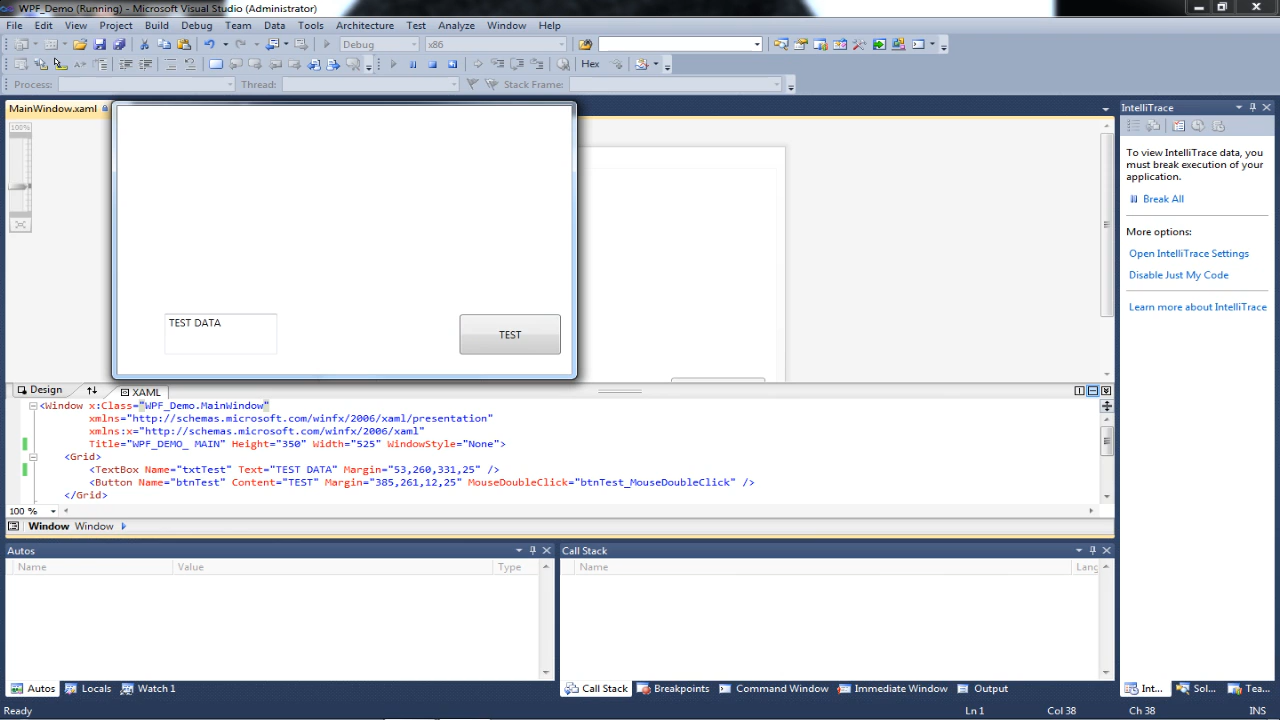 WPF_Demo (Running) - Microsoft Visual Studio (Administrator)
File Edit View Project Build Debug Team Data Tools Architecture Test Analyze Window Help
Debug x86
Hex
Process: Thread: Stack Frame:
MainWindow.xaml
IntelliTrace
100%
To view IntelliTrace data, you
must break execution of your
application.
Break All
More options:
Open IntelliTrace Settings
Disable Just My Code
Learn more about IntelliTrace
TEST DATA
TEST
Design XAML
<Window x:Class="WPF_Demo.MainWindow"
xmlns="http://schemas.microsoft.com/winfx/2006/xaml/presentation"
xmlns:x="http://schemas.microsoft.com/winfx/2006/xaml"
Title="WPF_DEMO_ MAIN" Height="350" Width="525" WindowStyle="None">
<Grid>
<TextBox Name="txtTest" Text="TEST DATA" Margin="53,260,331,25" />
<Button Name="btnTest" Content="TEST" Margin="385,261,12,25" MouseDoubleClick="btnTest_MouseDoubleClick" />
</Grid>
100 %
Window Window
Autos
Name Value Type
Call Stack
Name Lang
Autos Locals Watch 1
Call Stack Breakpoints Command Window Immediate Window Output
Int... Sol... Tea...
Ready Ln 1 Col 38 Ch 38 INS